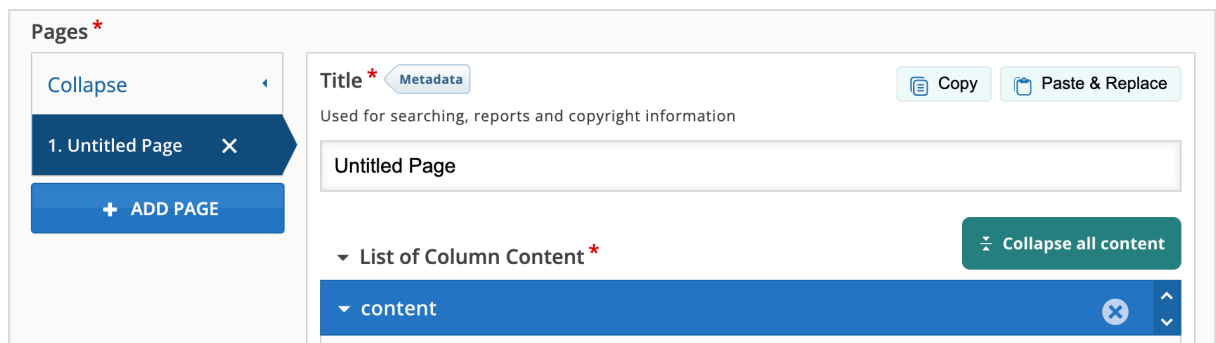 Pages *
Collapse
1. Untitled Page
+ ADD PAGE
Title * Metadata
Copy
Paste & Replace
Used for searching, reports and copyright information
Untitled Page
List of Column Content *
Collapse all content
content